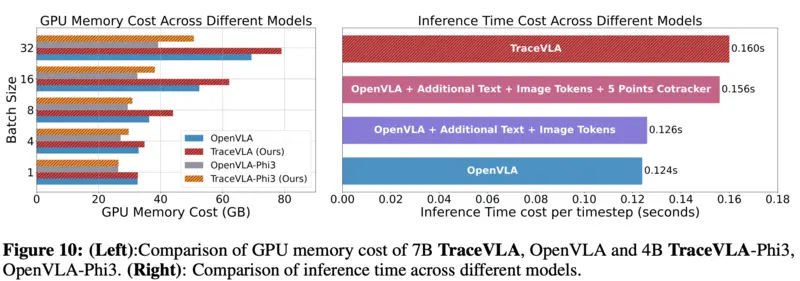 GPU Memory Cost Across Different Models
32
16
8
4
1
Batch Size
OpenVLA
TraceVLA (Ours)
OpenVLA-Phi3
TraceVLA-Phi3 (Ours)
0 20 40 60 80
GPU Memory Cost (GB)
Inference Time Cost Across Different Models
TraceVLA 0.160s
OpenVLA + Additional Text + Image Tokens + 5 Points Cotracker 0.156s
OpenVLA + Additional Text + Image Tokens 0.126s
OpenVLA 0.124s
0.00 0.02 0.04 0.06 0.08 0.10 0.12 0.14 0.16 0.18
Inference Time cost per timestep (seconds)
Figure 10: (Left):Comparison of GPU memory cost of 7B TraceVLA, OpenVLA and 4B TraceVLA-Phi3,
OpenVLA-Phi3. (Right): Comparison of inference time across different models.